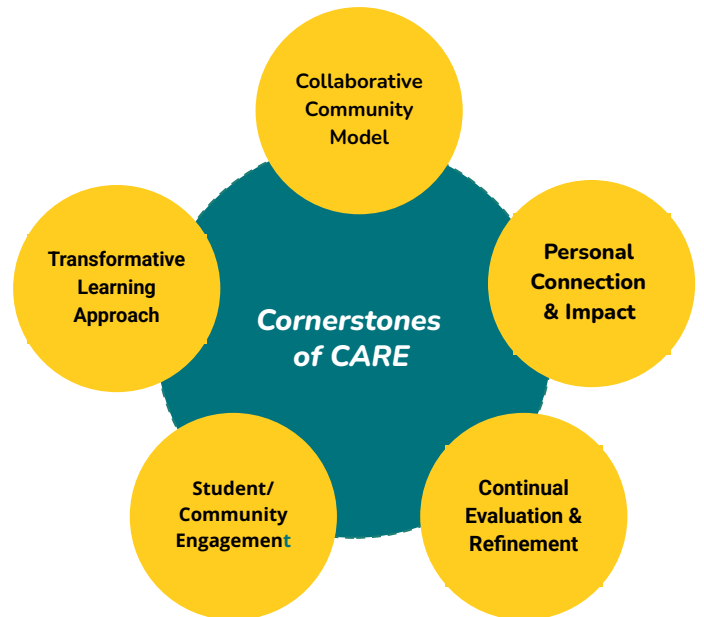 Collaborative
Community
Model
Personal
Connection
& Impact
Continual
Evaluation &
Refinement
Student/
Community
Engagement
Transformative
Learning
Approach
Cornerstones
of CARE